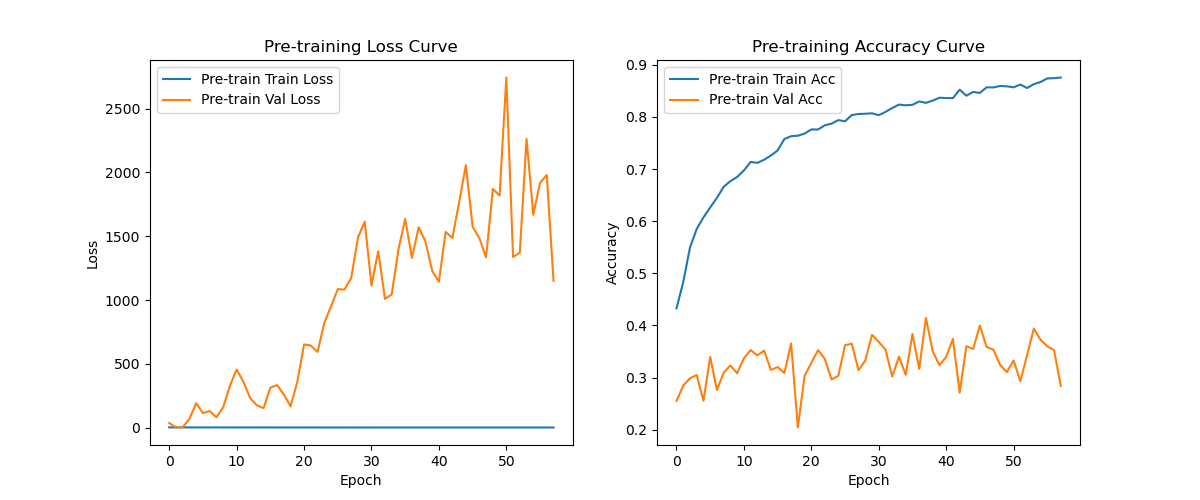 Pre-training Loss Curve
Pre-train Train Loss
Pre-train Val Loss
Loss
2500
2000
1500
1000
500
0
0 10 20 30 40 50
Epoch
Pre-training Accuracy Curve
Pre-train Train Acc
Pre-train Val Acc
Accuracy
0.9
0.8
0.7
0.6
0.5
0.4
0.3
0.2
0 10 20 30 40 50
Epoch